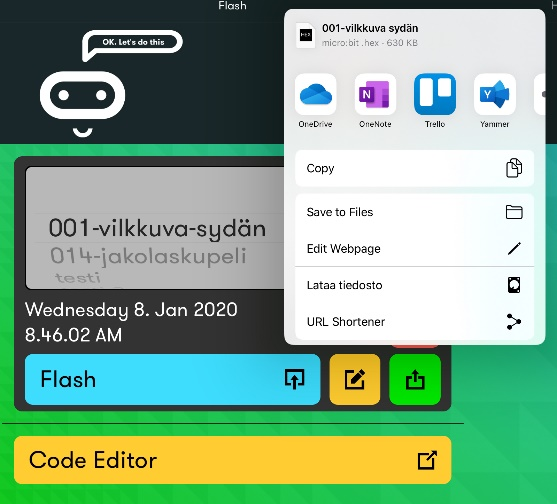 Flash
OK. Let's do this
001-vilkkuva sydän
HEX
micro:bit .hex - 630 KB
OneDrive
OneNote
Trello
Yammer
Copy
Save to Files
Edit Webpage
Lataa tiedosto
URL Shortener
001-vilkkuva-sydän
014-jakolaskupeli
testi
Wednesday 8. Jan 2020
8.46.02 AM
Flash
Code Editor